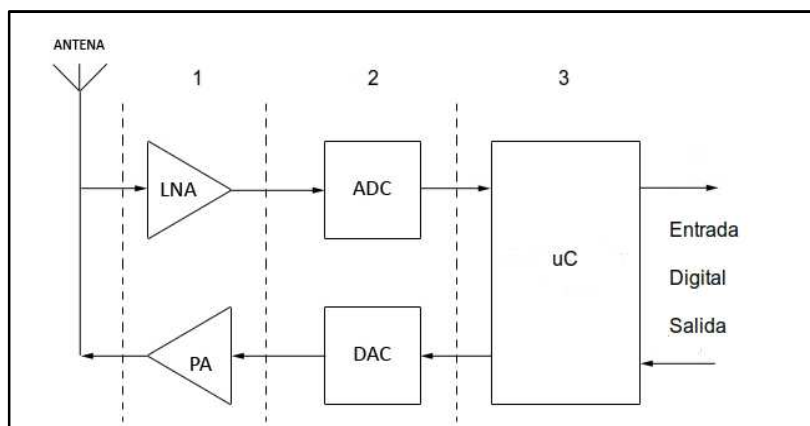 ANTENA
1
2
3
LNA
ADC
uC
Entrada
Digital
Salida
PA
DAC